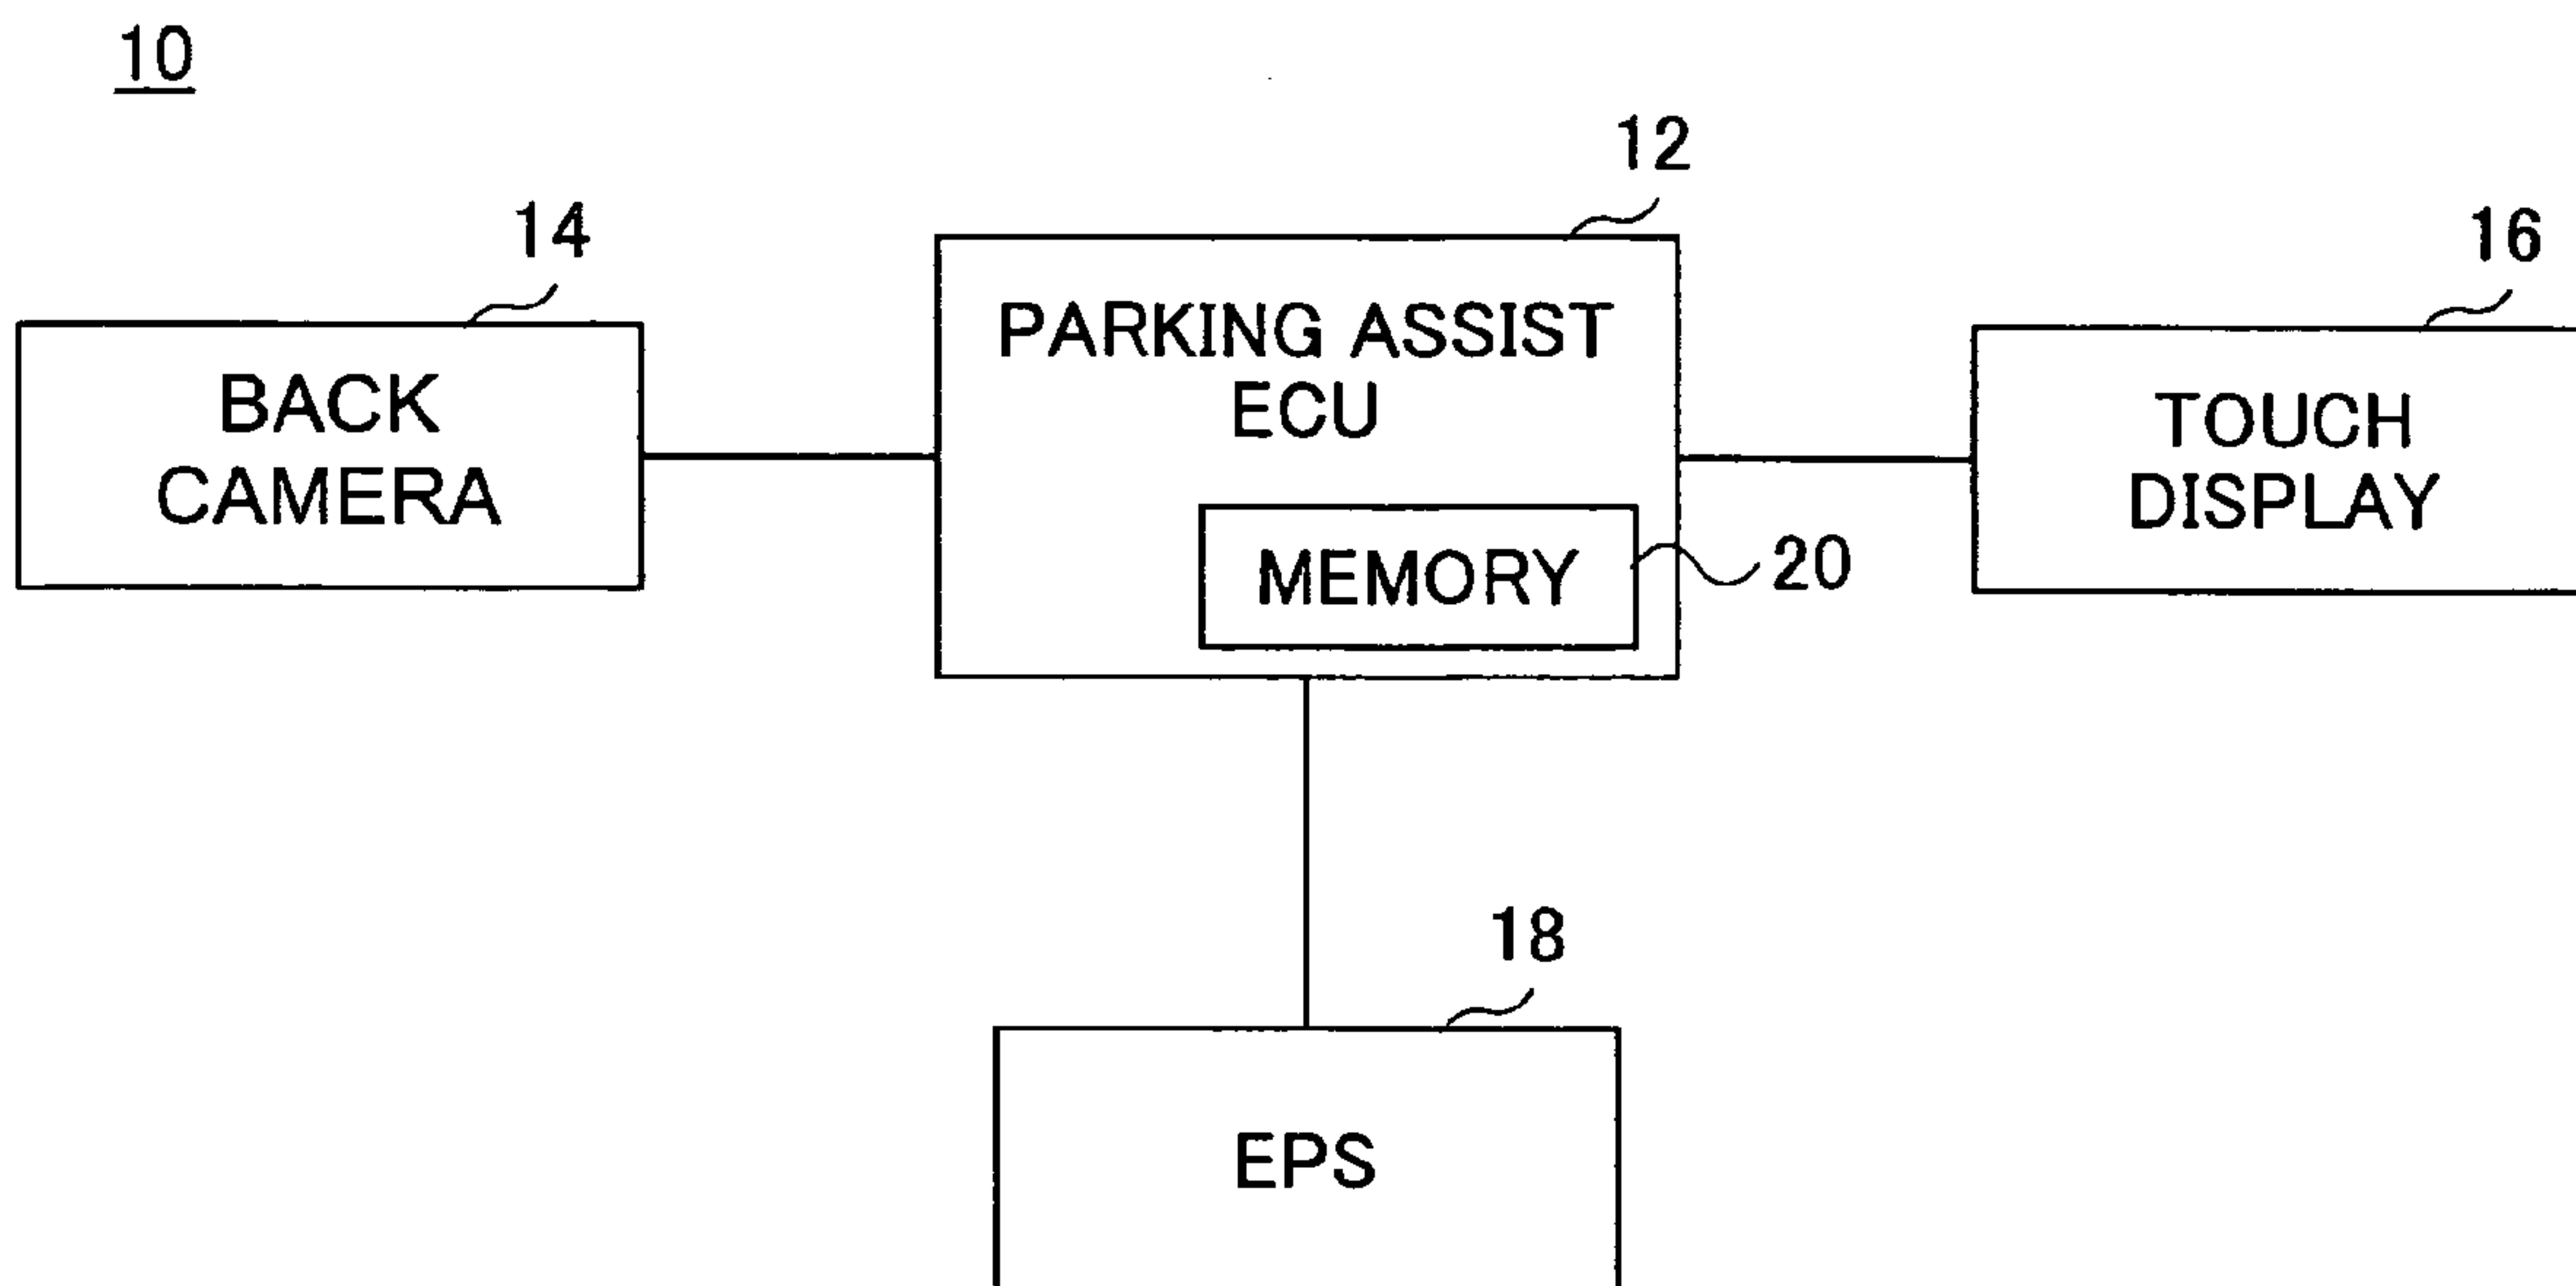 10
12
14
16
PARKING ASSIST
ECU
BACK
CAMERA
TOUCH
DISPLAY
MEMORY
20
18
EPS